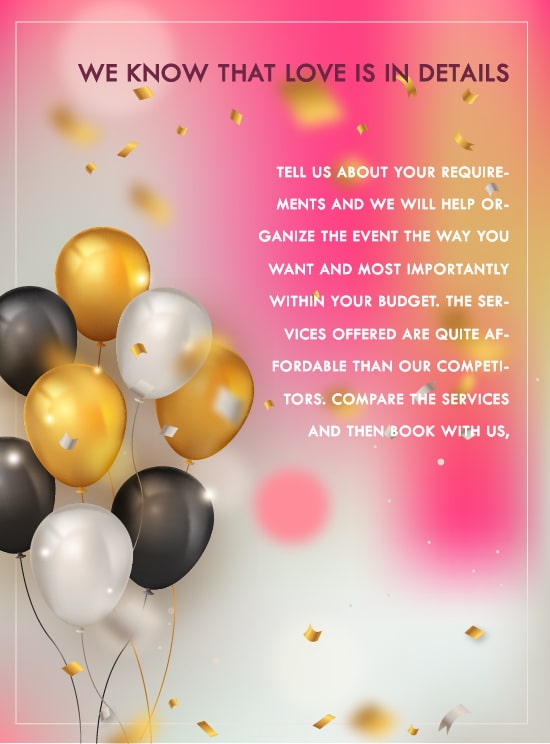 WE KNOW THAT LOVE IS IN DETAILS
TELL US ABOUT YOUR REQUIRE-
MENTS AND WE WILL HELP OR-
GANIZE THE EVENT THE WAY YOU
WANT AND MOST IMPORTANTLY
WITHIN YOUR BUDGET. THE SER-
VICES OFFERED ARE QUITE AF-
FORDABLE THAN OUR COMPETI-
TORS. COMPARE THE SERVICES
AND THEN BOOK WITH US,